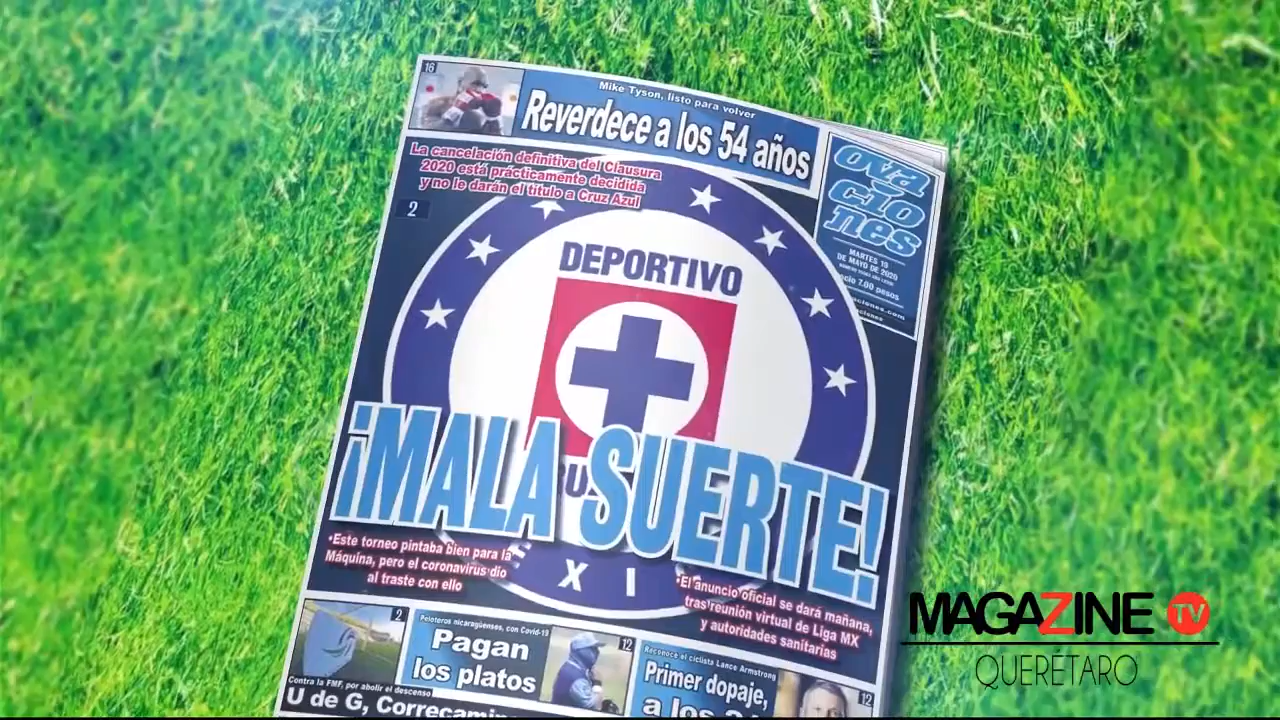 16
Mike Tyson, listo para volver
Reverdece a los 54 años
La cancelación definitiva del Clausura
2020 está prácticamente decidida
y no le darán el título a Cruz Azul
2
ova
cio
nes
MARTES 19
DE MAYO DE 2020
7.00 pesos
DEPORTIVO
¡MALA SUERTE!
•Este torneo pintaba bien para la
Máquina, pero el coronavirus dio
al traste con ello
X I
•El anuncio oficial se dará mañana,
tras reunión virtual de Liga MX
y autoridades sanitarias
2
Contra la FMF, por abolir el descenso
U de G, Correcamin
Peloteros nicaragüenses, con Covid-19
Pagan
los platos
12
Reconoce el ciclista Lance Armstrong
Primer dopaje,
a los
12
MAGAZINE TV
QUERÉTARO